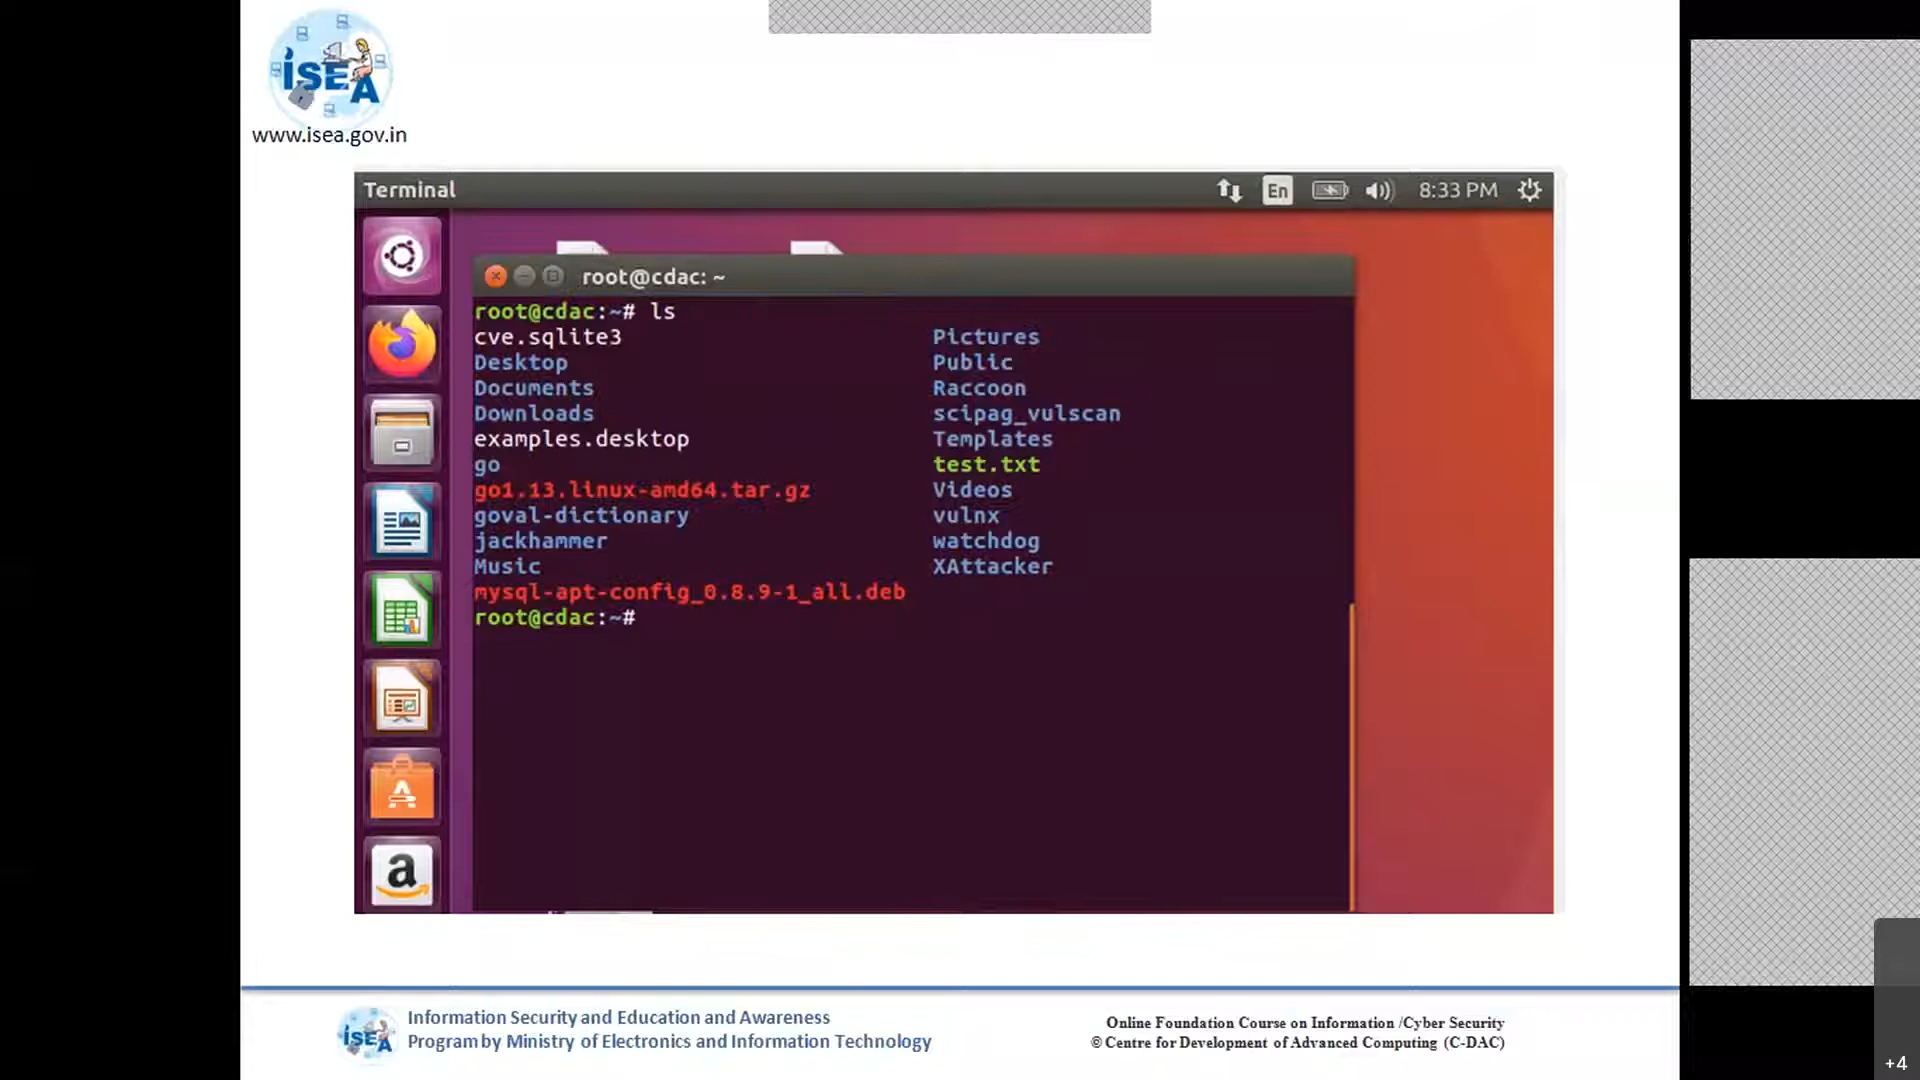 iSEA
www.isea.gov.in
Terminal
En
8:33 PM
root@cdac: ~
root@cdac:~# ls
cve.sqlite3 Pictures
Desktop Public
Documents Raccoon
Downloads scipag_vulscan
examples.desktop Templates
go test.txt
go1.13.linux-amd64.tar.gz Videos
goval-dictionary vulnx
jackhammer watchdog
Music XAttacker
mysql-apt-config_0.8.9-1_all.deb
root@cdac:~#
a
iSEA
Information Security and Education and Awareness
Program by Ministry of Electronics and Information Technology
Online Foundation Course on Information /Cyber Security
© Centre for Development of Advanced Computing (C-DAC)
+4